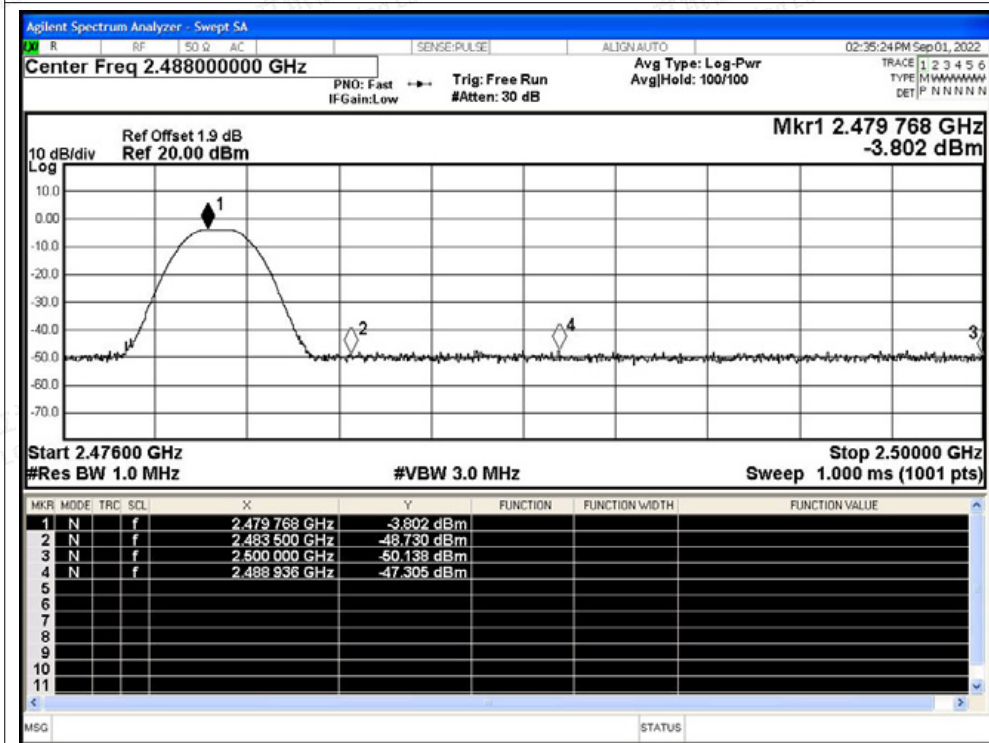 Agilent Spectrum Analyzer - Swept SA
LXI R RF 50 Ω AC SENSE:PULSE ALIGN AUTO 02:35:24 PM Sep 01, 2022
Center Freq 2.488000000 GHz
PNO: Fast
IFGain:Low
Trig: Free Run
#Atten: 30 dB
Avg Type: Log-Pwr
Avg|Hold: 100/100
TRACE 1 2 3 4 5 6
TYPE M WWWWW
DET P N N N N N
Mkr1 2.479 768 GHz
-3.802 dBm
Ref Offset 1.9 dB
10 dB/div Ref 20.00 dBm
Log
10.0
0.00
-10.0
-20.0
-30.0
-40.0
-50.0
-60.0
-70.0
1
2
4
3
Start 2.47600 GHz Stop 2.50000 GHz
#Res BW 1.0 MHz #VBW 3.0 MHz Sweep 1.000 ms (1001 pts)
MKR MODE TRC SCL X Y FUNCTION FUNCTION WIDTH FUNCTION VALUE
1 N f 2.479 768 GHz -3.802 dBm
2 N f 2.483 500 GHz -48.730 dBm
3 N f 2.500 000 GHz -50.138 dBm
4 N f 2.488 936 GHz -47.305 dBm
5
6
7
8
9
10
11
MSG STATUS